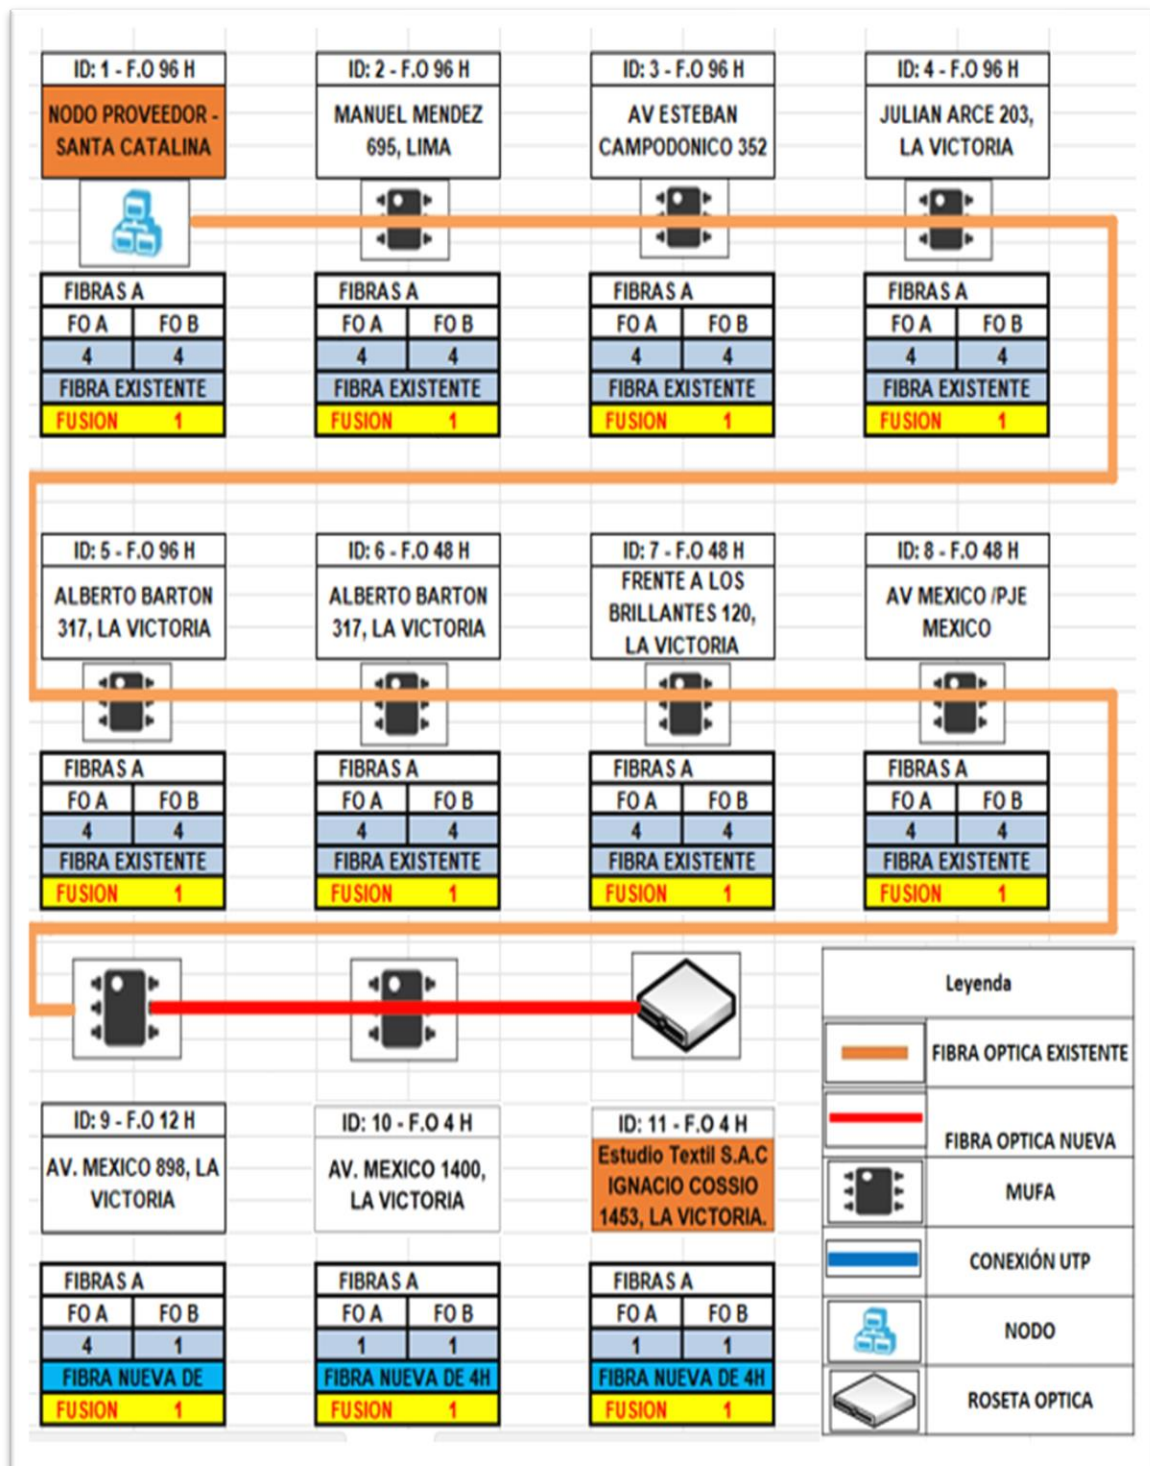 ID: 1 - F.O 96 H
NODO PROVEEDOR -
SANTA CATALINA
FIBRAS A
FO A FO B
4 4
FIBRA EXISTENTE
FUSION 1
ID: 2 - F.O 96 H
MANUEL MENDEZ
695, LIMA
FIBRAS A
FO A FO B
4 4
FIBRA EXISTENTE
FUSION 1
ID: 3 - F.O 96 H
AV ESTEBAN
CAMPODONICO 352
FIBRAS A
FO A FO B
4 4
FIBRA EXISTENTE
FUSION 1
ID: 4 - F.O 96 H
JULIAN ARCE 203,
LA VICTORIA
FIBRAS A
FO A FO B
4 4
FIBRA EXISTENTE
FUSION 1
ID: 5 - F.O 96 H
ALBERTO BARTON
317, LA VICTORIA
FIBRAS A
FO A FO B
4 4
FIBRA EXISTENTE
FUSION 1
ID: 6 - F.O 48 H
ALBERTO BARTON
317, LA VICTORIA
FIBRAS A
FO A FO B
4 4
FIBRA EXISTENTE
FUSION 1
ID: 7 - F.O 48 H
FRENTE A LOS
BRILLANTES 120,
LA VICTORIA
FIBRAS A
FO A FO B
4 4
FIBRA EXISTENTE
FUSION 1
ID: 8 - F.O 48 H
AV MEXICO /PJE
MEXICO
FIBRAS A
FO A FO B
4 4
FIBRA EXISTENTE
FUSION 1
ID: 9 - F.O 12 H
AV. MEXICO 898, LA
VICTORIA
FIBRAS A
FO A FO B
4 1
FIBRA NUEVA DE
FUSION 1
ID: 10 - F.O 4 H
AV. MEXICO 1400,
LA VICTORIA
FIBRAS A
FO A FO B
1 1
FIBRA NUEVA DE 4H
FUSION 1
ID: 11 - F.O 4 H
Estudio Textil S.A.C
IGNACIO COSSIO
1453, LA VICTORIA.
FIBRAS A
FO A FO B
1 1
FIBRA NUEVA DE 4H
FUSION 1
Leyenda
FIBRA OPTICA EXISTENTE
FIBRA OPTICA NUEVA
MUFA
CONEXIÓN UTP
NODO
ROSETA OPTICA